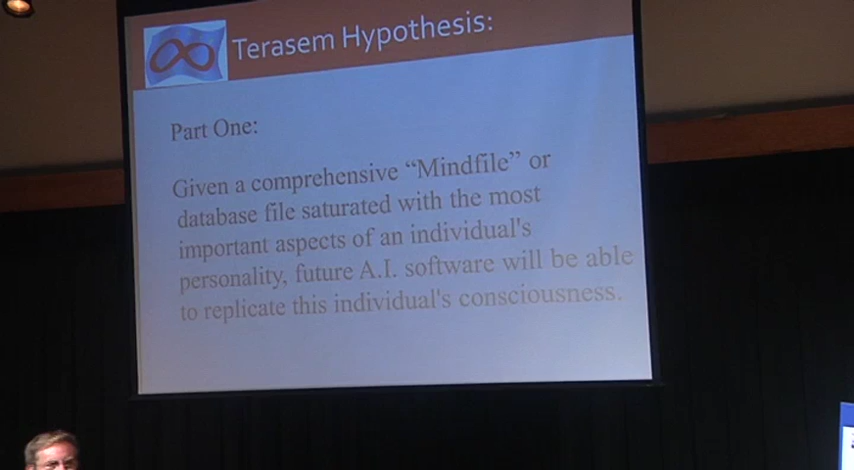 Terasem Hypothesis:
Part One:
Given a comprehensive “Mindfile” or
database file saturated with the most
important aspects of an individual's
personality, future A.I. software will be able
to replicate this individual's consciousness.